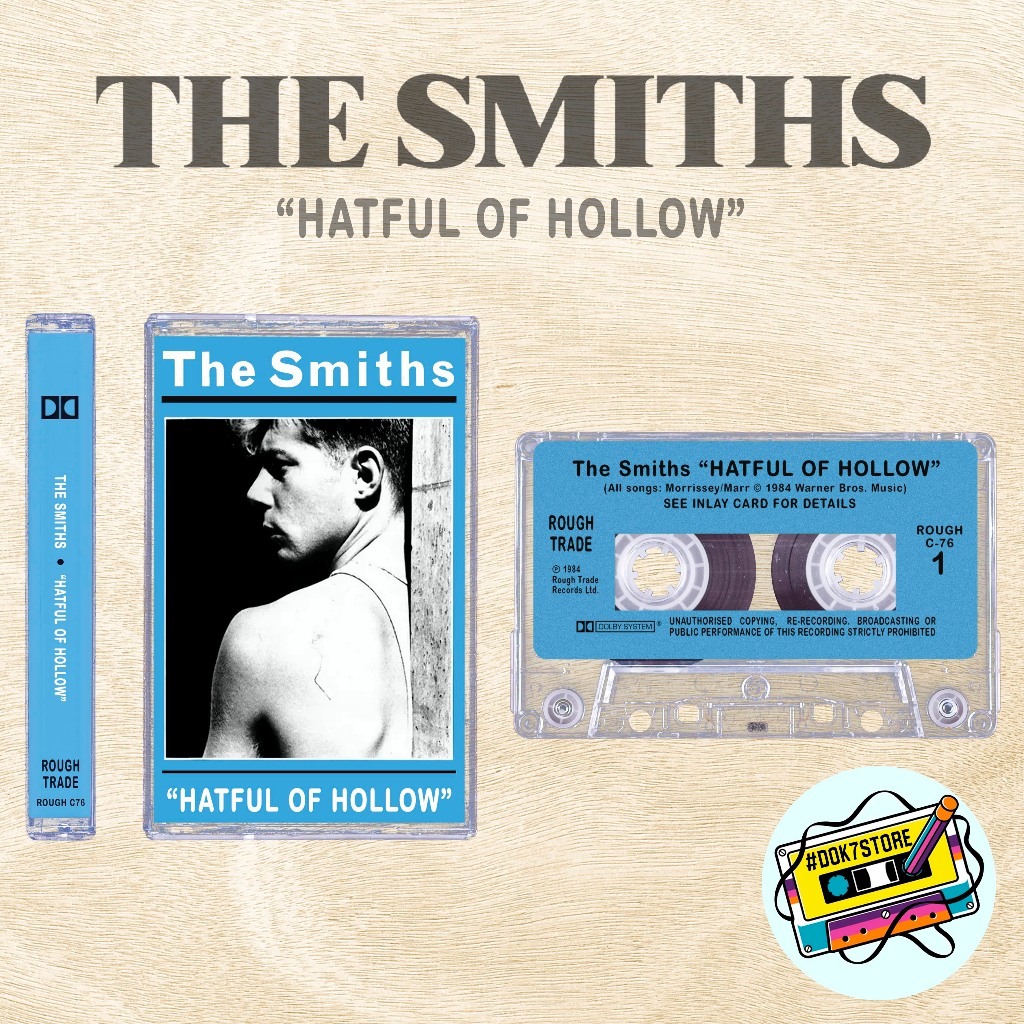 THE SMITHS
“HATFUL OF HOLLOW”
THE SMITHS • “HATFUL OF HOLLOW”
ROUGH
TRADE
ROUGH C76
The Smiths
“HATFUL OF HOLLOW”
The Smiths “HATFUL OF HOLLOW”
(All songs: Morrissey/Marr © 1984 Warner Bros. Music)
SEE INLAY CARD FOR DETAILS
ROUGH
TRADE
℗ 1984
Rough Trade
Records Ltd.
ROUGH
C-76
1
DOLBY SYSTEM ®
UNAUTHORISED COPYING, RE-RECORDING. BROADCASTING OR
PUBLIC PERFORMANCE OF THIS RECORDING STRICTLY PROHIBITED
#DOK7STORE